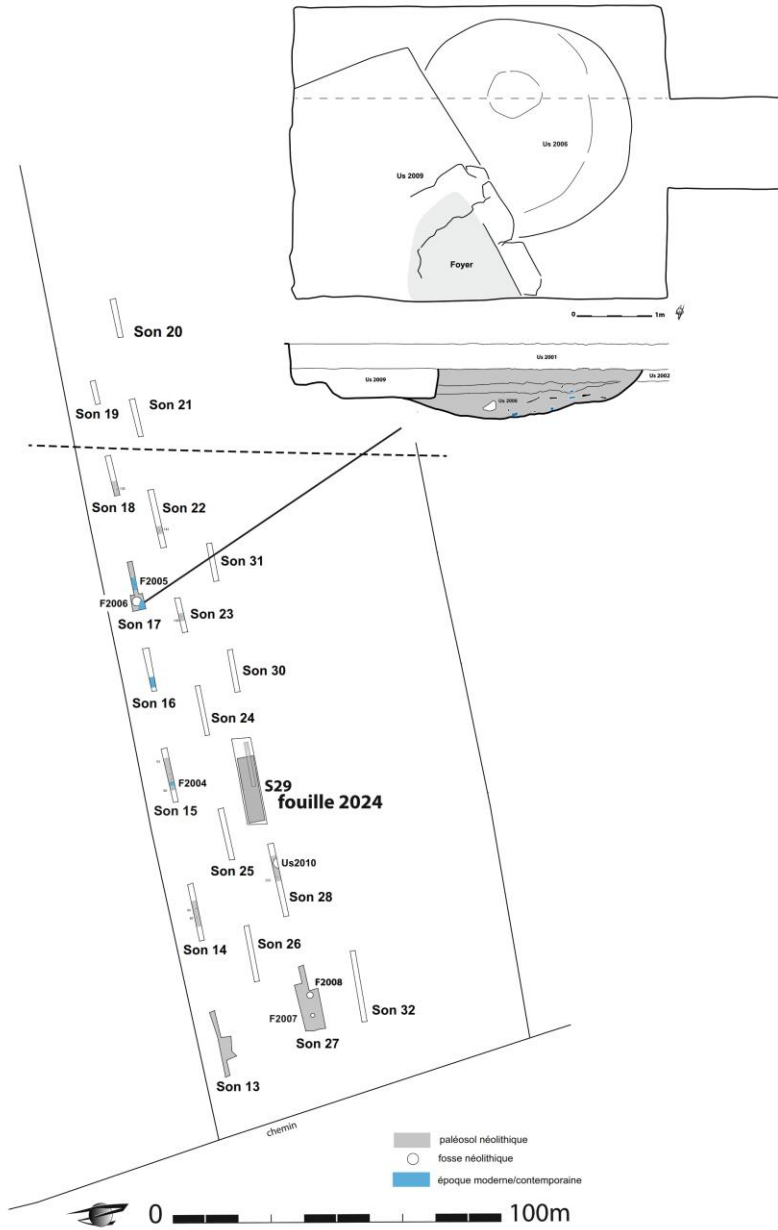 Us 2006
Us 2009
Foyer
0 1m
Us 2001
Us 2009
Us 2002
Son 20
Son 19
Son 21
Son 18
Son 22
Son 31
F2005
F2006
Son 17
Son 23
Son 30
Son 16
Son 24
S29
fouille 2024
F2004
Son 15
Son 25
Us2010
Son 28
Son 14
Son 26
F2008
F2007
Son 32
Son 27
Son 13
chemin
paléosol néolithique
fosse néolithique
époque moderne/contemporaine
0 100m